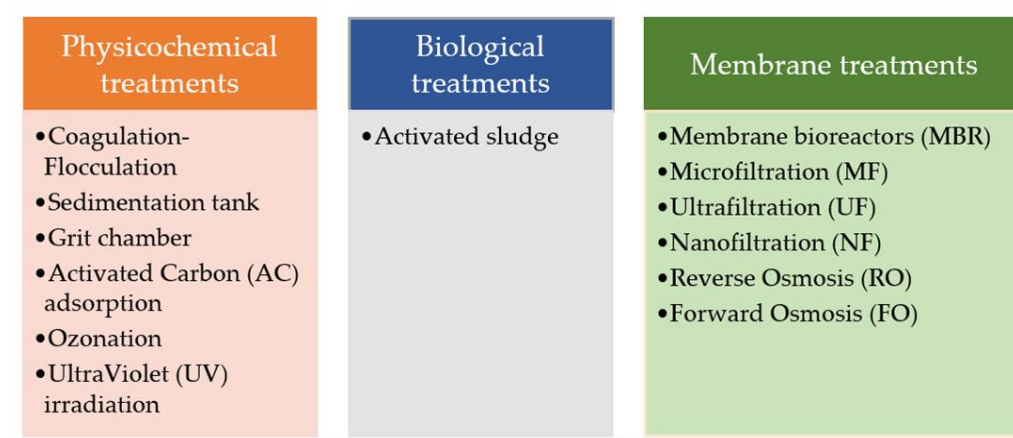 Physicochemical
treatments
•Coagulation-
Flocculation
•Sedimentation tank
•Grit chamber
•Activated Carbon (AC)
adsorption
•Ozonation
•UltraViolet (UV)
irradiation
Biological
treatments
•Activated sludge
Membrane treatments
•Membrane bioreactors (MBR)
•Microfiltration (MF)
•Ultrafiltration (UF)
•Nanofiltration (NF)
•Reverse Osmosis (RO)
•Forward Osmosis (FO)